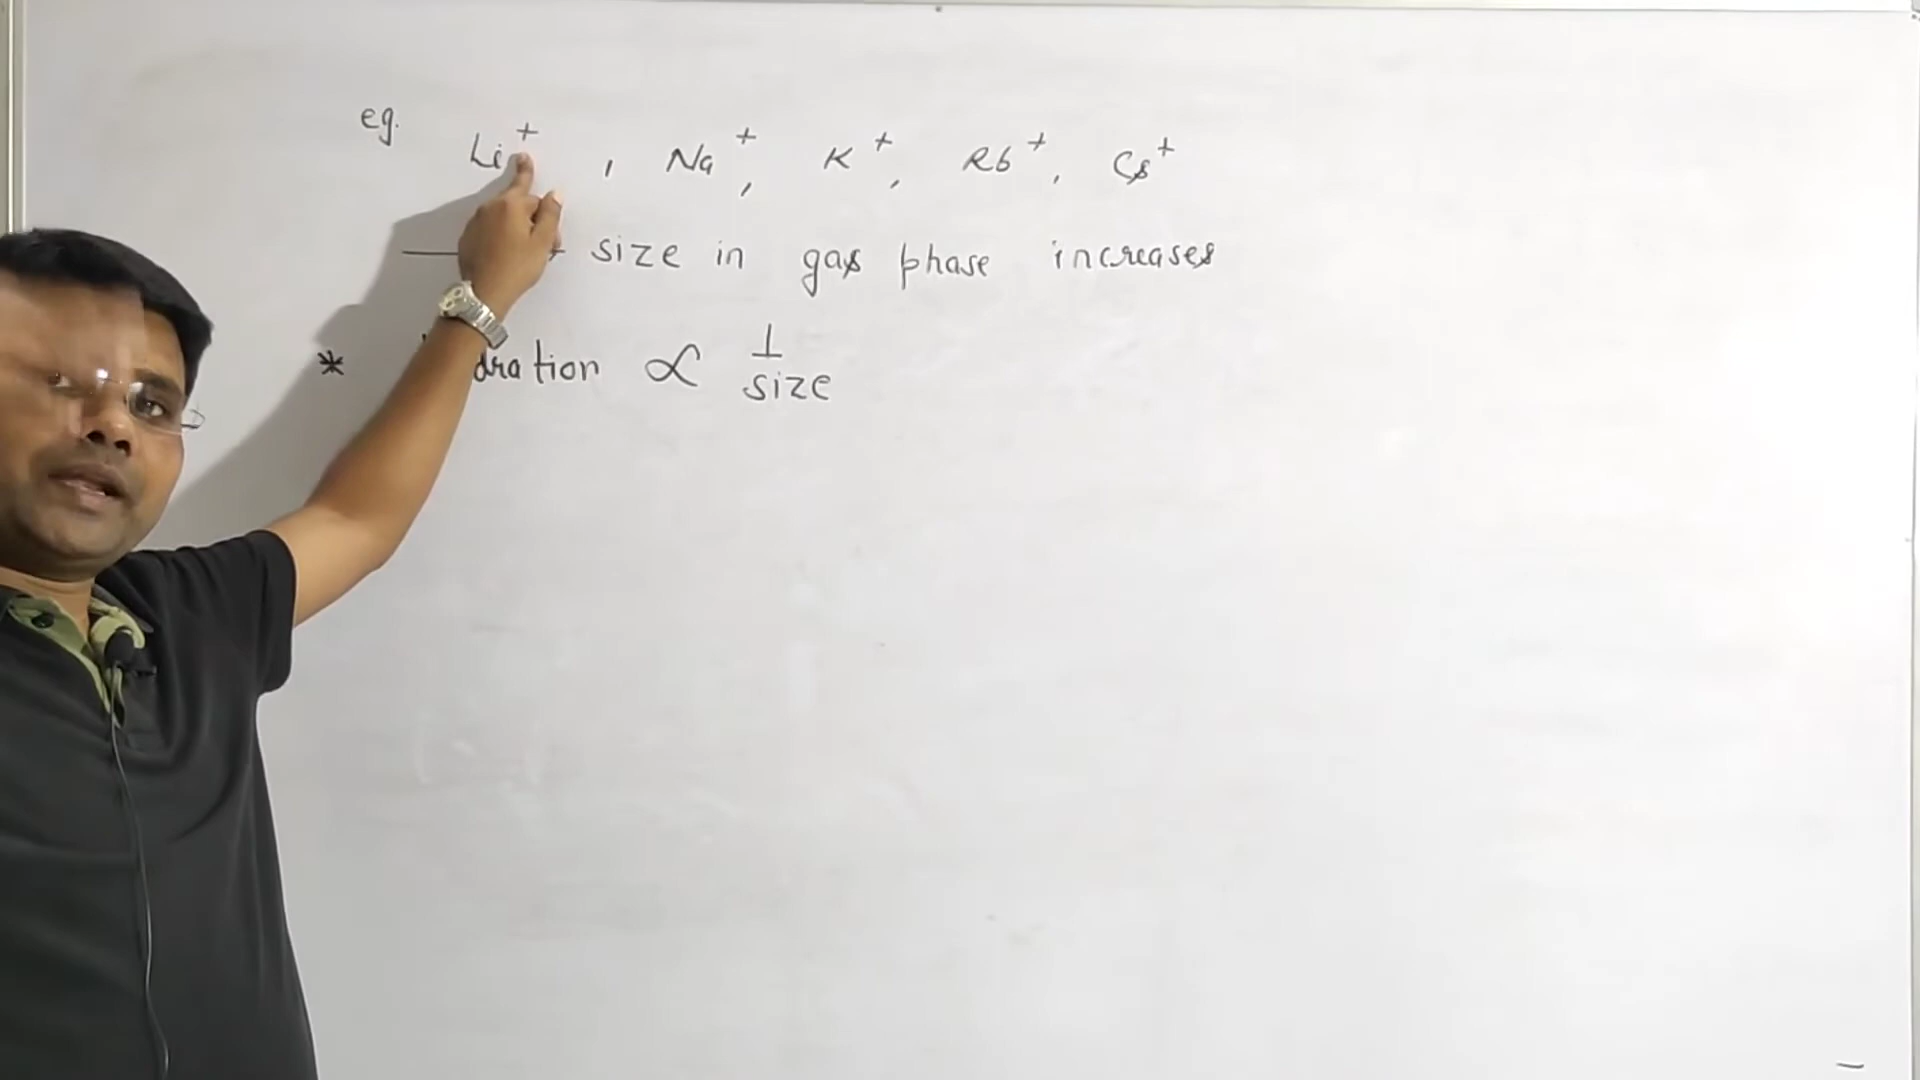 eg. Li⁺ , Na⁺ , K⁺ , Rb⁺ , Cs⁺
size in gas phase increases
* dration ∝ 1/size